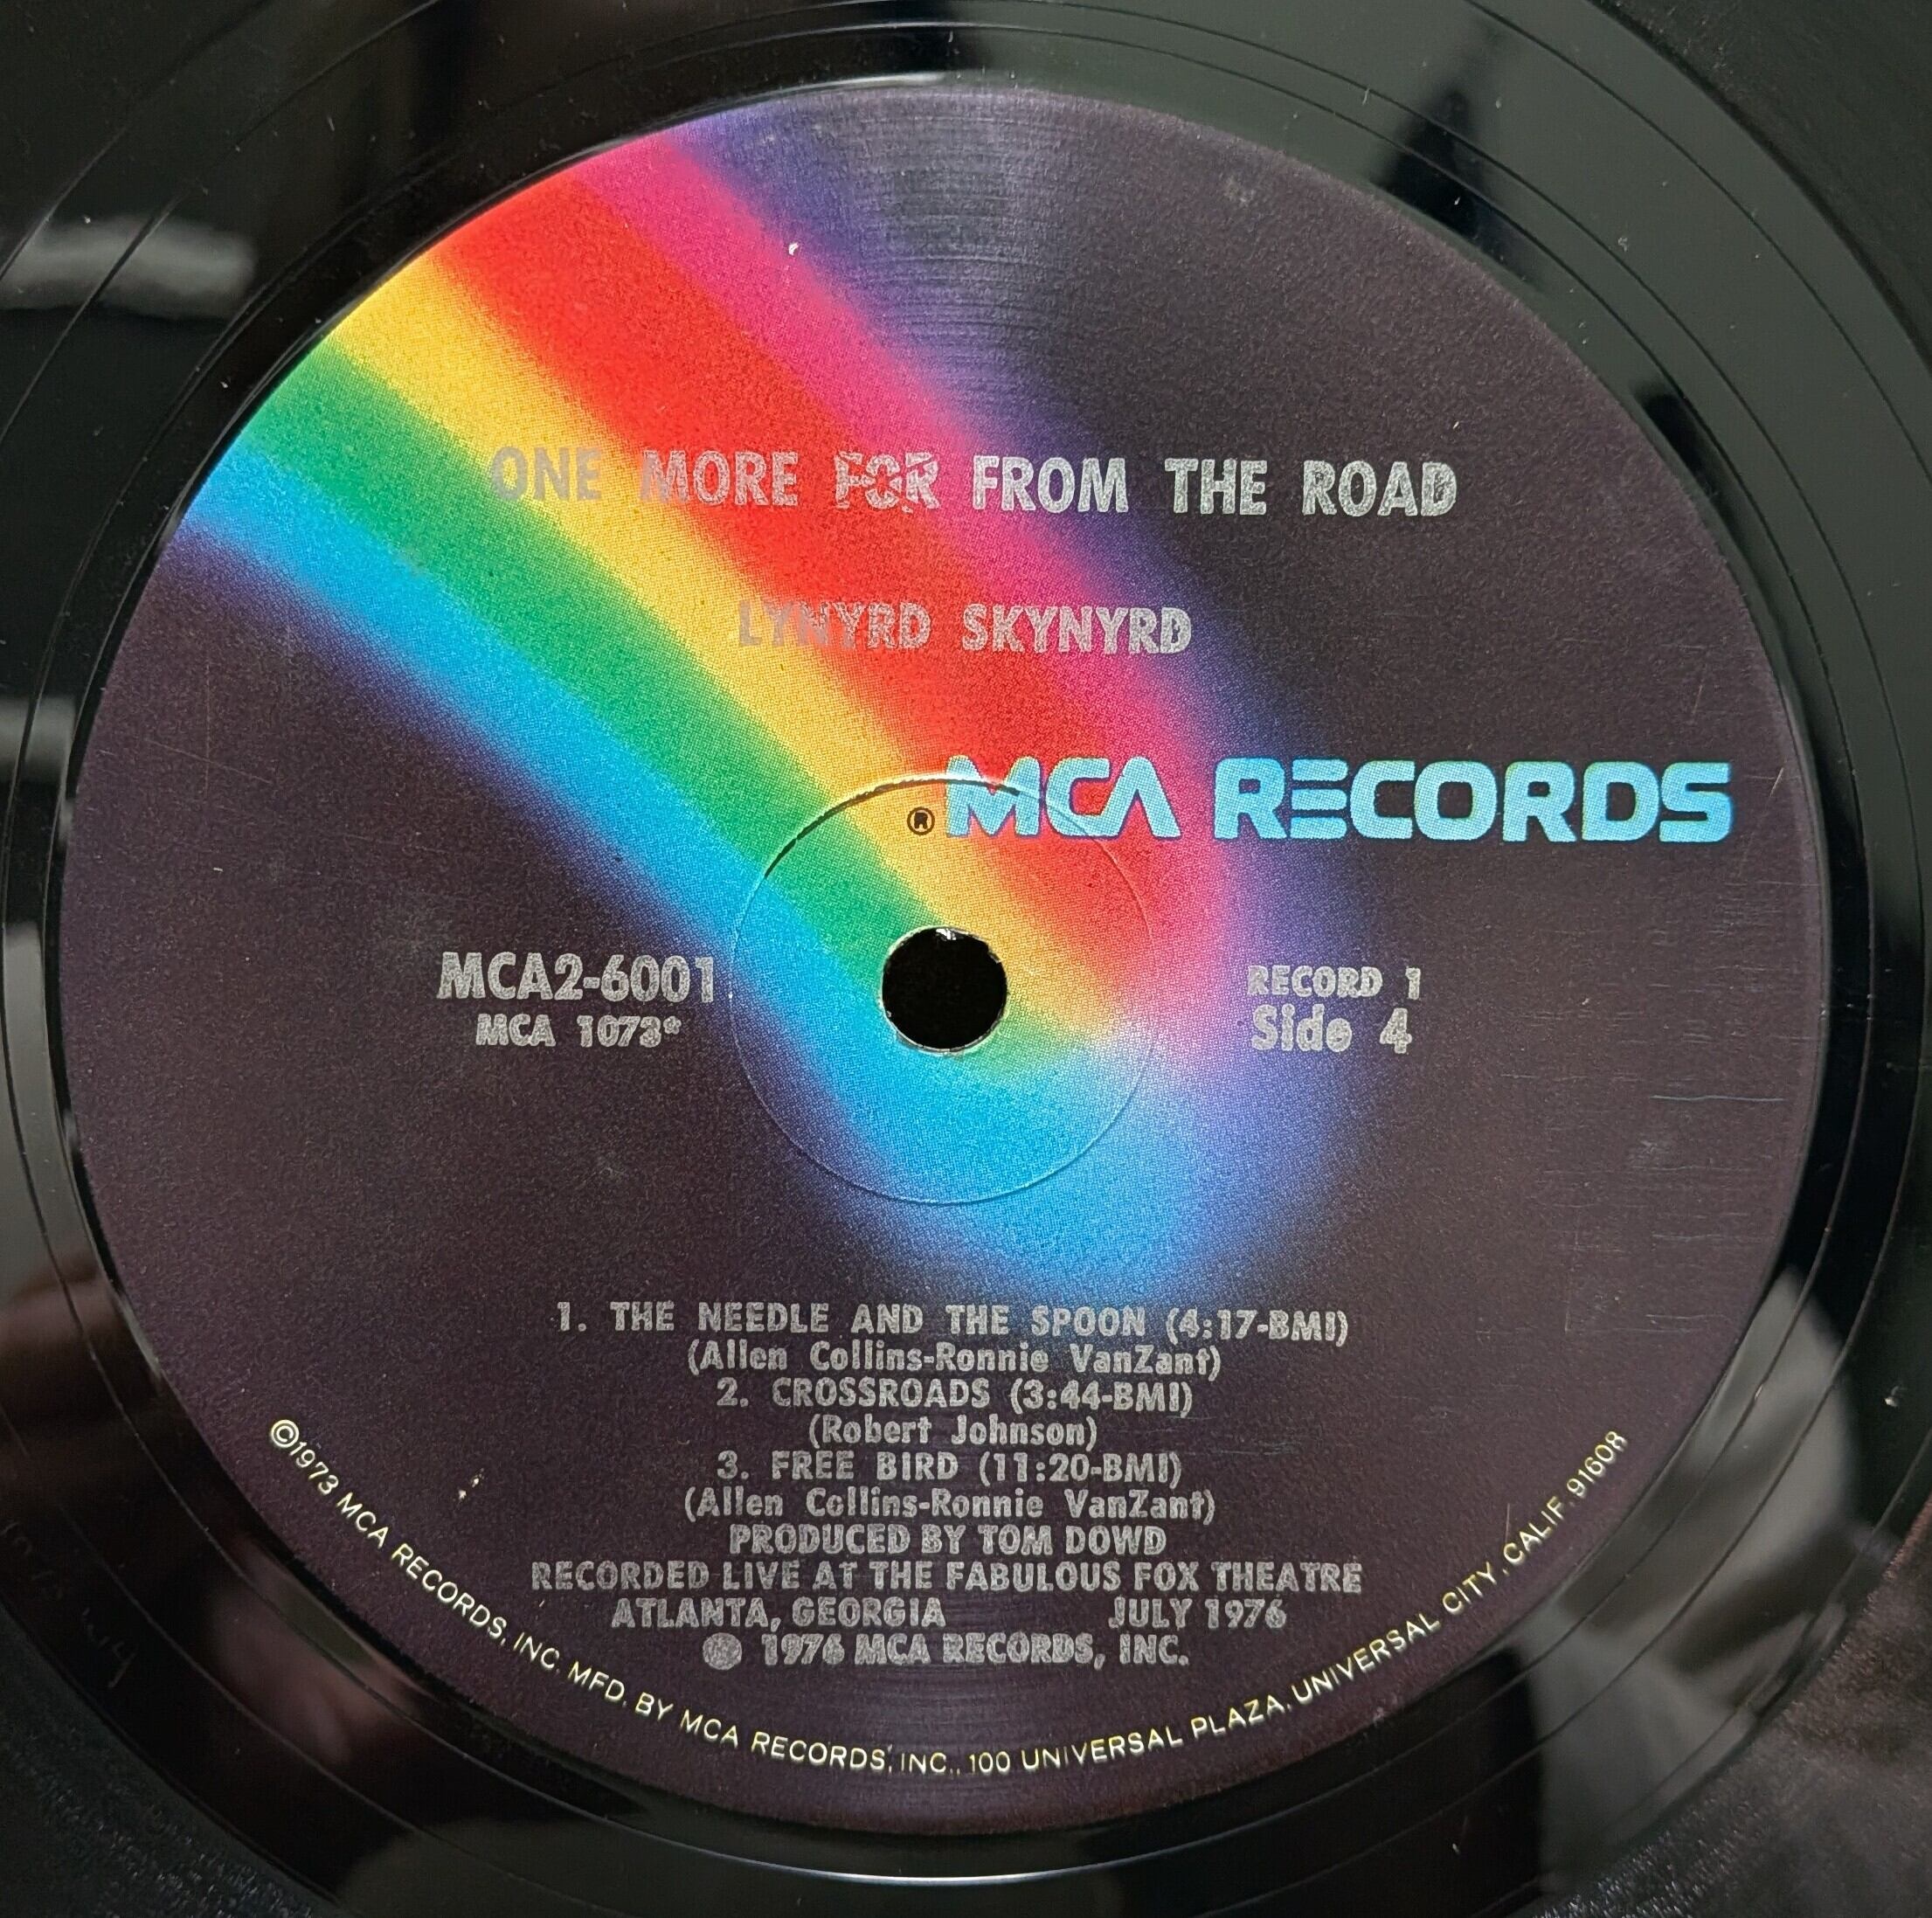 ONE MORE FOR FROM THE ROAD
LYNYRD SKYNYRD
® MCA RECORDS
MCA2-6001
MCA 1073*
RECORD 1
Side 4
1. THE NEEDLE AND THE SPOON (4:17-BMI)
(Allen Collins-Ronnie VanZant)
2. CROSSROADS (3:44-BMI)
(Robert Johnson)
3. FREE BIRD (11:20-BMI)
(Allen Collins-Ronnie VanZant)
PRODUCED BY TOM DOWD
RECORDED LIVE AT THE FABULOUS FOX THEATRE
ATLANTA, GEORGIA JULY 1976
℗ 1976 MCA RECORDS, INC.
©1973 MCA RECORDS, INC. MFD. BY MCA RECORDS, INC., 100 UNIVERSAL PLAZA, UNIVERSAL CITY, CALIF. 91608